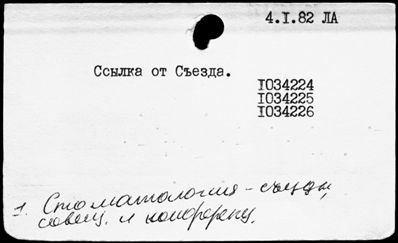 4.I.82 ЛА
Ссылка от Съезда.
I034224
I034225
I034226
1. Стоматология - съезды,
совещ. и конференц.